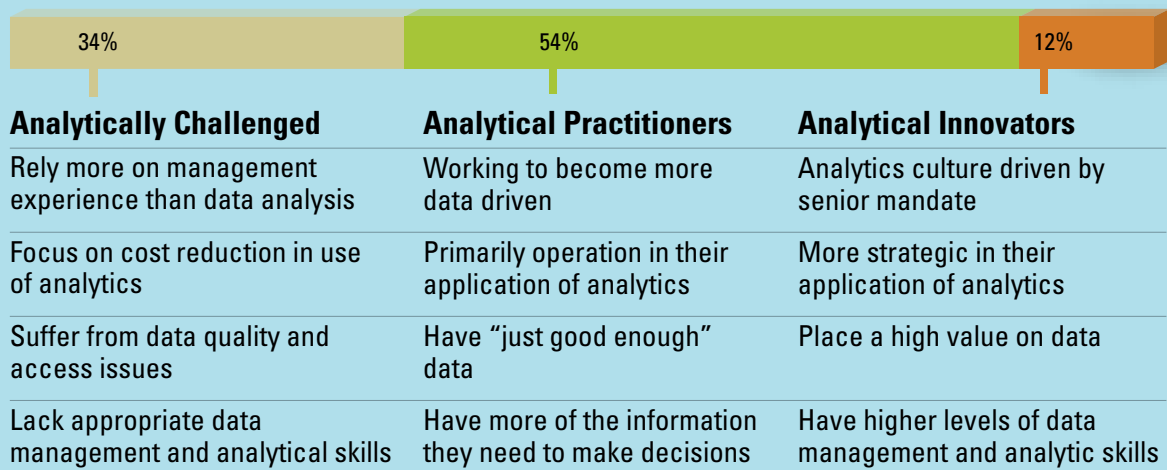 34%
54%
12%
Analytically Challenged
Analytical Practitioners
Analytical Innovators
Rely more on management
experience than data analysis
Working to become more
data driven
Analytics culture driven by
senior mandate
Focus on cost reduction in use
of analytics
Primarily operation in their
application of analytics
More strategic in their
application of analytics
Suffer from data quality and
access issues
Have “just good enough”
data
Place a high value on data
Lack appropriate data
management and analytical skills
Have more of the information
they need to make decisions
Have higher levels of data
management and analytic skills